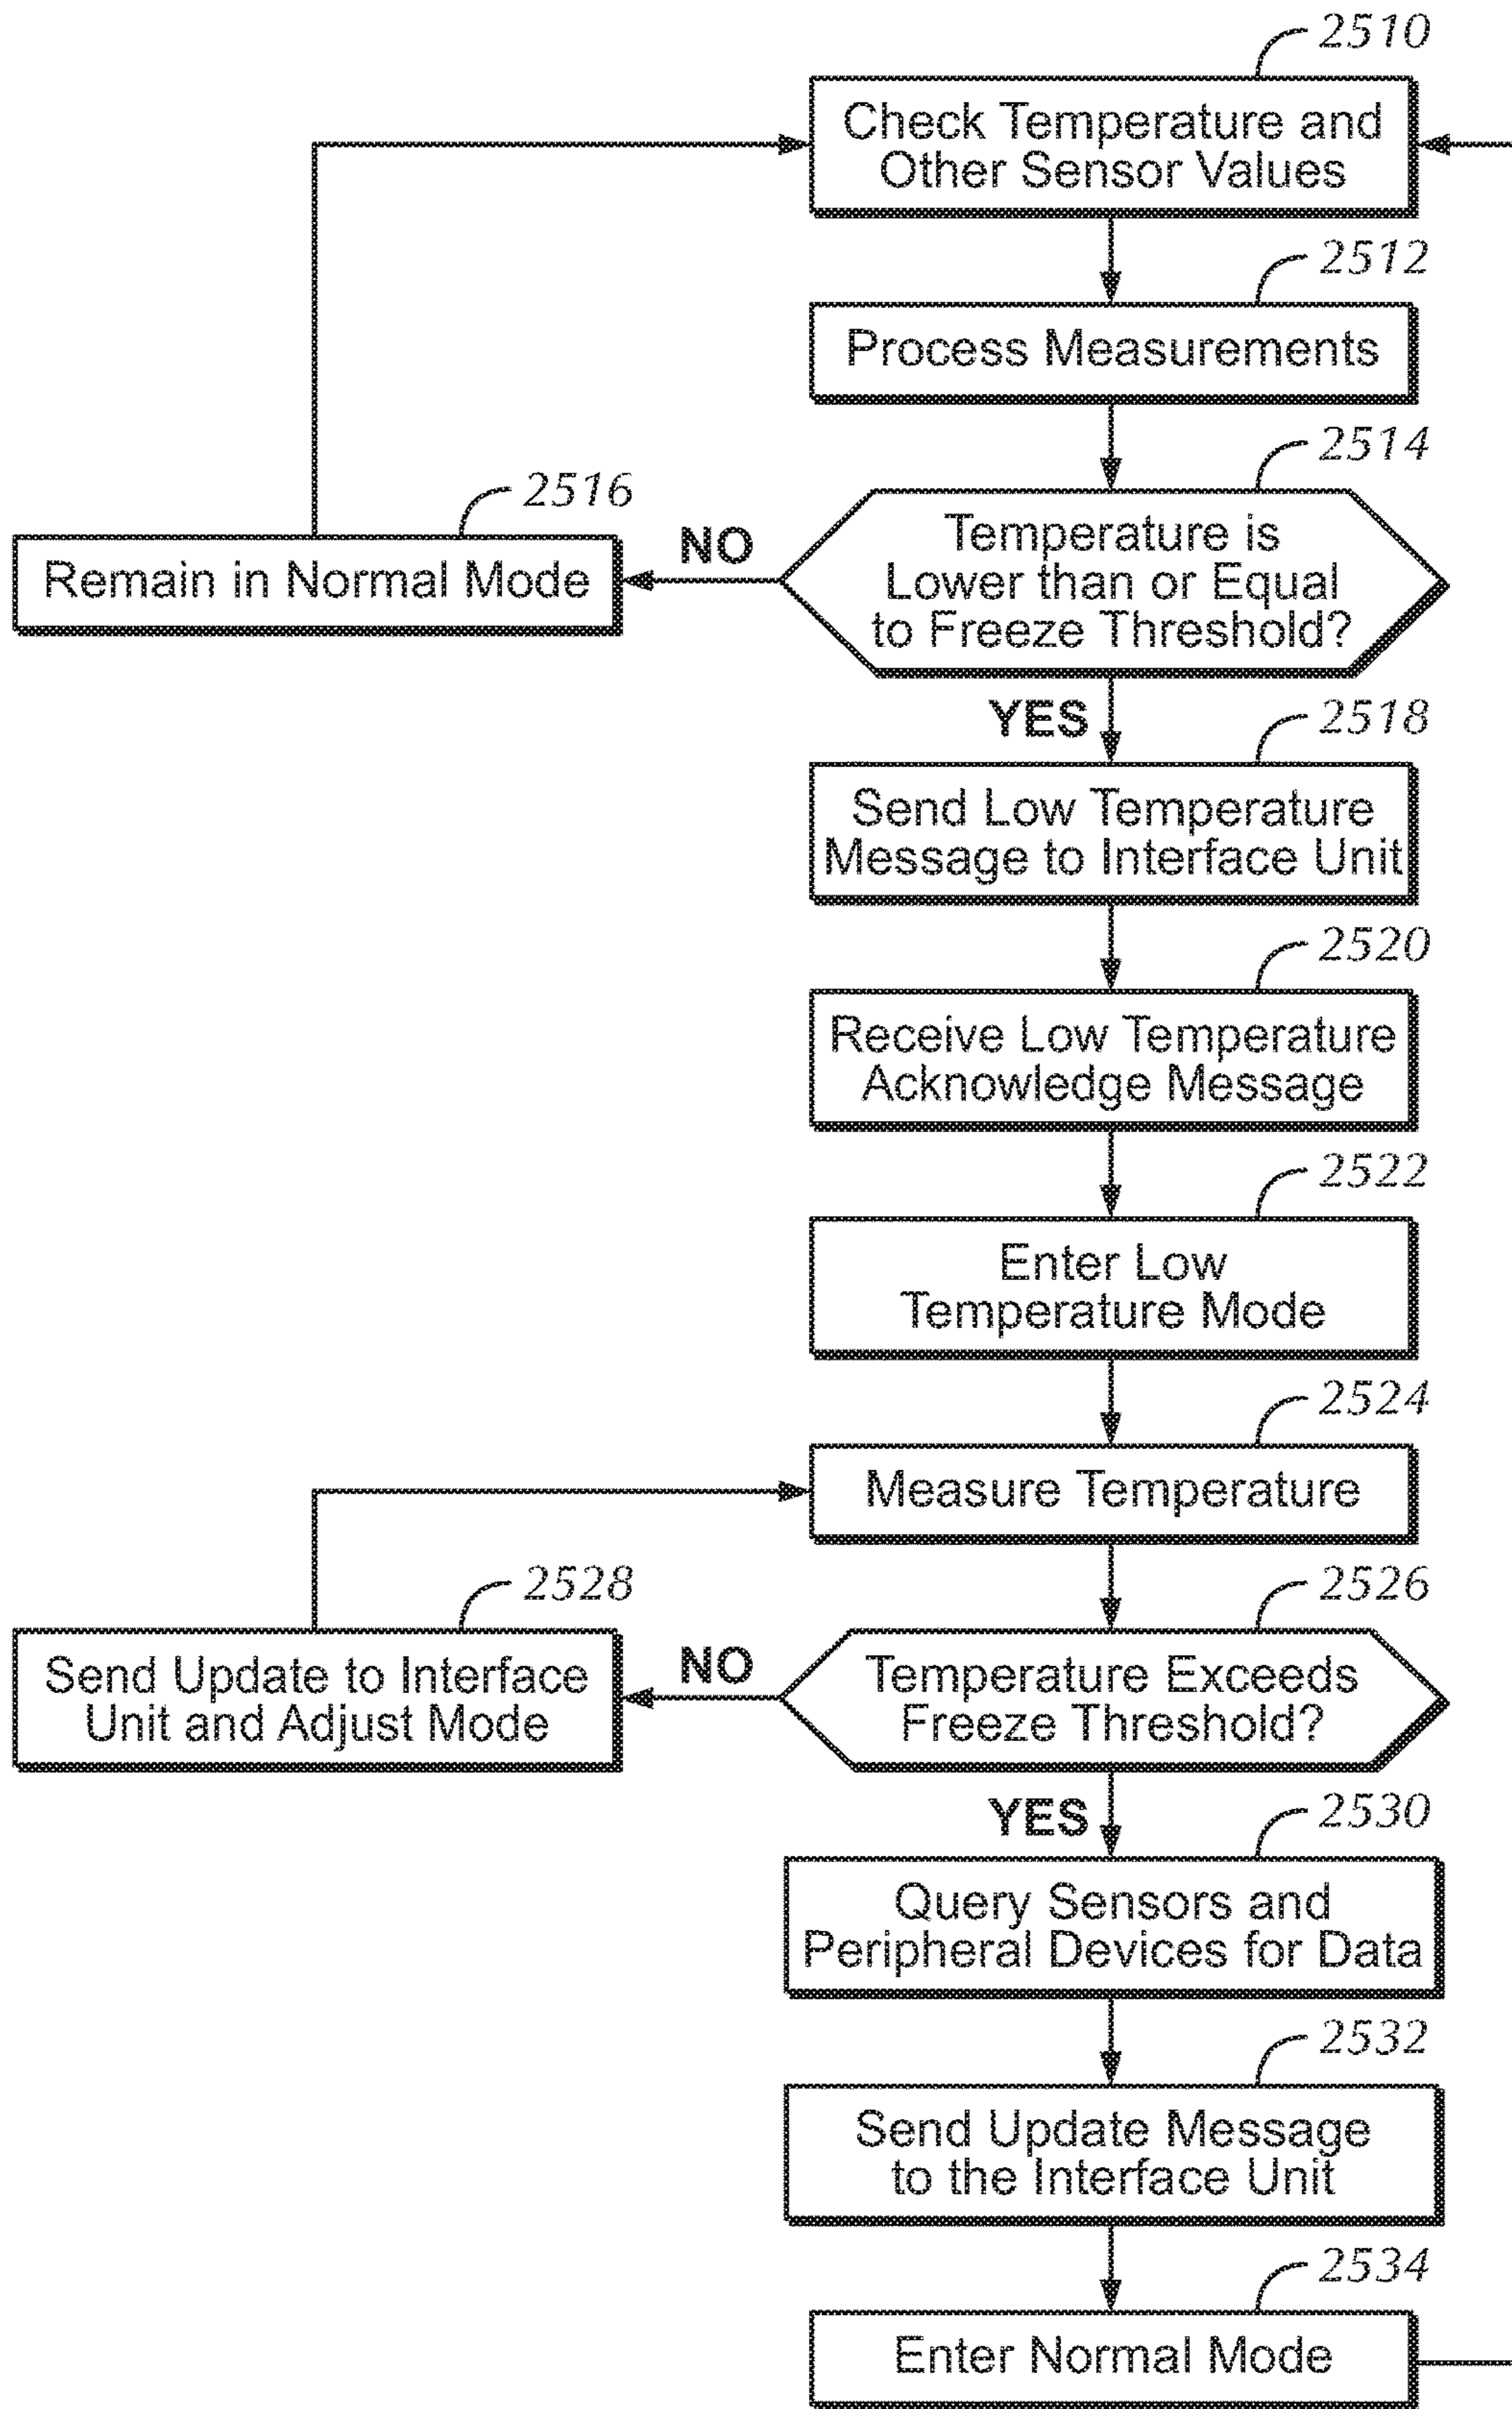 2510
Check Temperature and
Other Sensor Values
2512
Process Measurements
2514
Temperature is
Lower than or Equal
to Freeze Threshold?
NO
2516
Remain in Normal Mode
YES
2518
Send Low Temperature
Message to Interface Unit
2520
Receive Low Temperature
Acknowledge Message
2522
Enter Low
Temperature Mode
2524
Measure Temperature
2526
Temperature Exceeds
Freeze Threshold?
NO
2528
Send Update to Interface
Unit and Adjust Mode
YES
2530
Query Sensors and
Peripheral Devices for Data
2532
Send Update Message
to the Interface Unit
2534
Enter Normal Mode